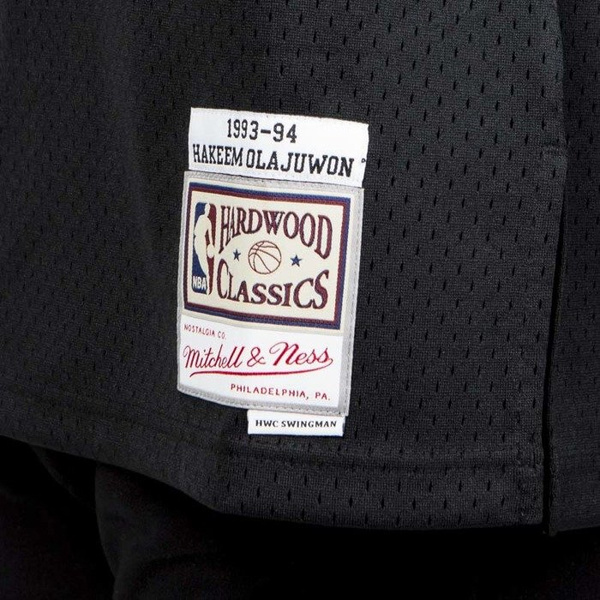 1993-94
HAKEEM OLAJUWON
HARDWOOD
NBA
CLASSICS
NOSTALGIA CO.
Mitchell & Ness
PHILADELPHIA, PA.
HWC SWINGMAN